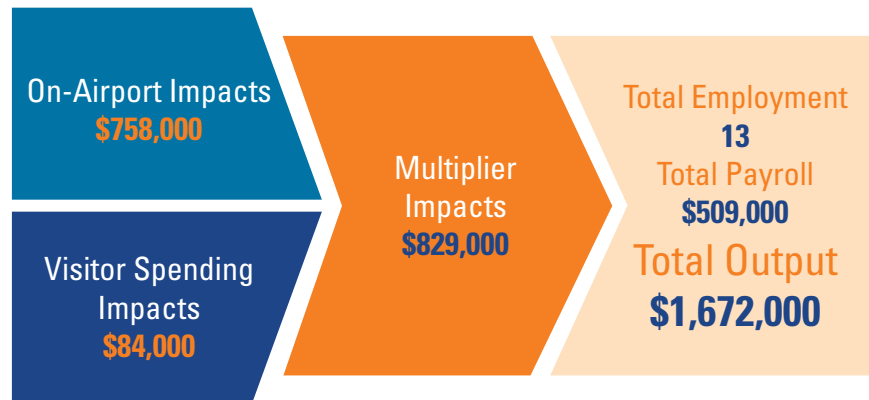 On-Airport Impacts
$758,000
Visitor Spending
Impacts
$84,000
Multiplier
Impacts
$829,000
Total Employment
13
Total Payroll
$509,000
Total Output
$1,672,000